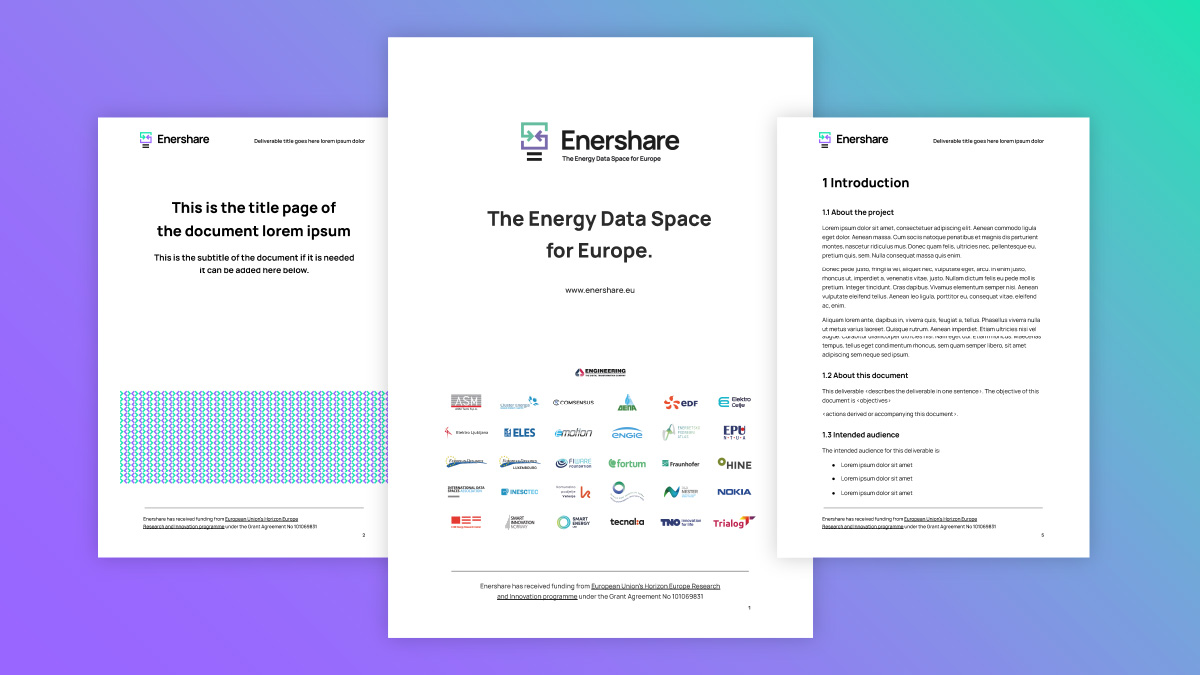 Enershare
Deliverable title goes here lorem ipsum dolor
This is the title page of
the document lorem ipsum
This is the subtitle of the document if it is needed
it can be added here below.
Enershare has received funding from European Union's Horizon Europe
Research and Innovation programme under the Grant Agreement No 101069831
2
Enershare
The Energy Data Space for Europe
The Energy Data Space
for Europe.
www.enershare.eu
ENGINEERING
ASM
COMSENSUS
edf
Elektro
Celje
Elektro Ljubljana
ELES
emotion
ENGIE
EPU
N·T·U·A
LUXEMBOURG
FIWARE
FOUNDATION
fortum
Fraunhofer
HINE
INTERNATIONAL DATA
SPACES ASSOCIATION
INESCTEC
NESTER
NOKIA
SMART
INNOVATION
NORWAY
SMART
ENERGY
tecnalia
TNO innovation
for life
Trialog
Enershare has received funding from European Union's Horizon Europe Research
and Innovation programme under the Grant Agreement No 101069831
1
Enershare
Deliverable title goes here lorem ipsum dolor
1 Introduction
1.1 About the project
Lorem ipsum dolor sit amet, consectetuer adipiscing elit. Aenean commodo ligula
eget dolor. Aenean massa. Cum sociis natoque penatibus et magnis dis parturient
montes, nascetur ridiculus mus. Donec quam felis, ultricies nec, pellentesque eu,
pretium quis, sem. Nulla consequat massa quis enim.
Donec pede justo, fringilla vel, aliquet nec, vulputate eget, arcu. In enim justo,
rhoncus ut, imperdiet a, venenatis vitae, justo. Nullam dictum felis eu pede mollis
pretium. Integer tincidunt. Cras dapibus. Vivamus elementum semper nisi. Aenean
vulputate eleifend tellus. Aenean leo ligula, porttitor eu, consequat vitae, eleifend
ac, enim.
Aliquam lorem ante, dapibus in, viverra quis, feugiat a, tellus. Phasellus viverra nulla
ut metus varius laoreet. Quisque rutrum. Aenean imperdiet. Etiam ultricies nisi vel
augue. Curabitur ullamcorper ultricies nisi. Nam eget dui. Etiam rhoncus. Maecenas
tempus, tellus eget condimentum rhoncus, sem quam semper libero, sit amet
adipiscing sem neque sed ipsum.
1.2 About this document
This deliverable <describes the deliverable in one sentence>. The objective of this
document is <objectives>
<actions derived or accompanying this document>.
1.3 Intended audience
The intended audience for this deliverable is
• Lorem ipsum dolor sit amet
• Lorem ipsum dolor sit amet
• Lorem ipsum dolor sit amet
Enershare has received funding from European Union's Horizon Europe
Research and Innovation programme under the Grant Agreement No 101069831
5